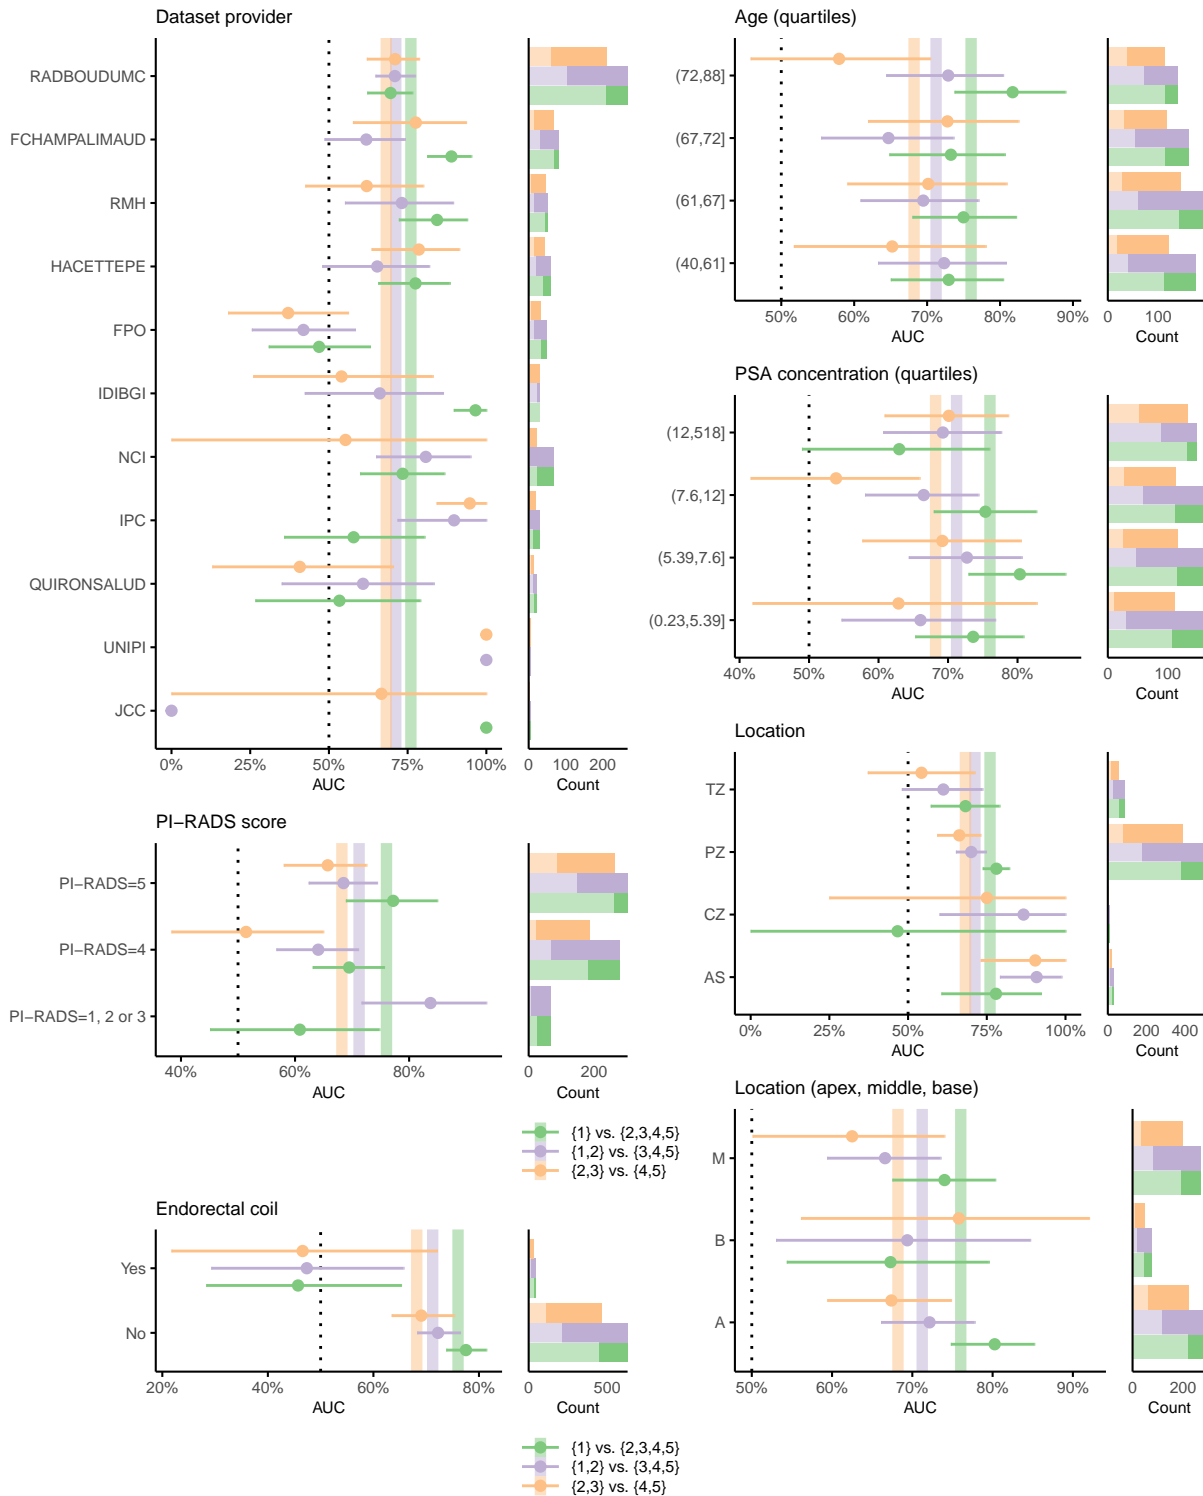 Dataset provider
RADBOUDUMC
FCHAMPALIMAUD
RMH
HACETTEPE
FPO
IDIBGI
NCI
IPC
QUIRONSALUD
UNIPI
JCC
0% 25% 50% 75% 100%
AUC
0 100 200
Count
PI−RADS score
PI−RADS=5
PI−RADS=4
PI−RADS=1, 2 or 3
40% 60% 80%
AUC
0 200
Count
{1} vs. {2,3,4,5}
{1,2} vs. {3,4,5}
{2,3} vs. {4,5}
Endorectal coil
Yes
No
20% 40% 60% 80%
AUC
0 500
Count
{1} vs. {2,3,4,5}
{1,2} vs. {3,4,5}
{2,3} vs. {4,5}
Age (quartiles)
(72,88]
(67,72]
(61,67]
(40,61]
50% 60% 70% 80% 90%
AUC
0 100
Count
PSA concentration (quartiles)
(12,518]
(7.6,12]
(5.39,7.6]
(0.23,5.39]
40% 50% 60% 70% 80%
AUC
0 100
Count
Location
TZ
PZ
CZ
AS
0% 25% 50% 75% 100%
AUC
0 200 400
Count
Location (apex, middle, base)
M
B
A
50% 60% 70% 80% 90%
AUC
0 200
Count